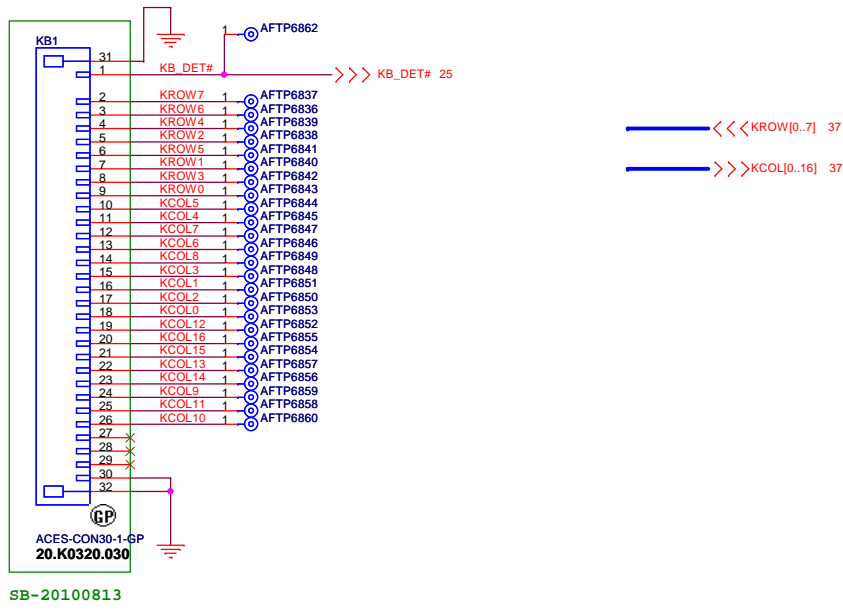 1 AFTP6862
KB1
31
1 KB_DET# KB_DET# 25
2 KROW7 1 AFTP6837
3 KROW6 1 AFTP6836
4 KROW4 1 AFTP6839
5 KROW2 1 AFTP6838
6 KROW5 1 AFTP6841
7 KROW1 1 AFTP6840
8 KROW3 1 AFTP6842
9 KROW0 1 AFTP6843
10 KCOL5 1 AFTP6844
11 KCOL4 1 AFTP6845
12 KCOL7 1 AFTP6847
13 KCOL6 1 AFTP6846
14 KCOL8 1 AFTP6849
15 KCOL3 1 AFTP6848
16 KCOL1 1 AFTP6851
17 KCOL2 1 AFTP6850
18 KCOL0 1 AFTP6853
19 KCOL12 1 AFTP6852
20 KCOL16 1 AFTP6855
21 KCOL15 1 AFTP6854
22 KCOL13 1 AFTP6857
23 KCOL14 1 AFTP6856
24 KCOL9 1 AFTP6859
25 KCOL11 1 AFTP6858
26 KCOL10 1 AFTP6860
27
28
29
30
32
GP
ACES-CON30-1-GP
20.K0320.030
SB-20100813
KROW[0..7] 37
KCOL[0..16] 37